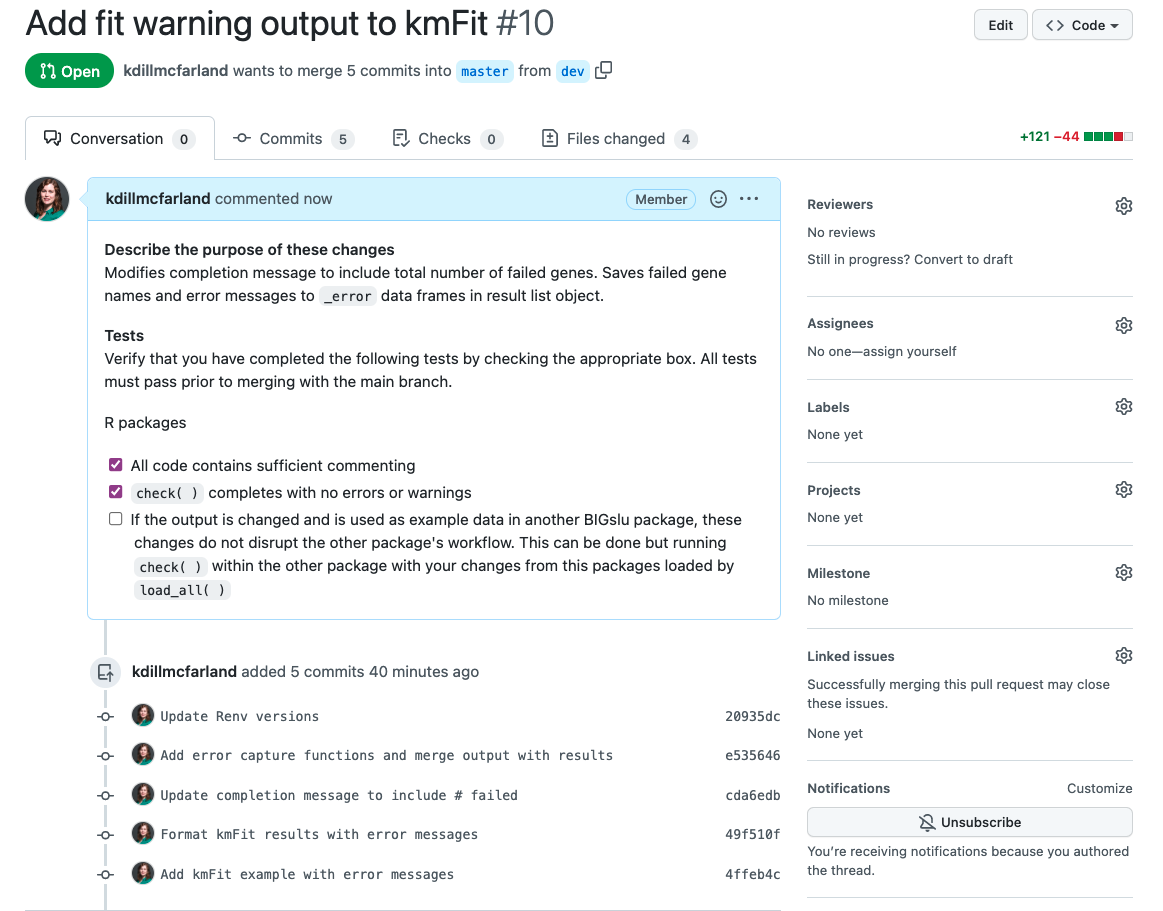 Add fit warning output to kmFit #10
Edit
Code
Open
kdillmcfarland wants to merge 5 commits into master from dev
Conversation 0
Commits 5
Checks 0
Files changed 4
+121 −44
kdillmcfarland commented now
Member
Describe the purpose of these changes
Modifies completion message to include total number of failed genes. Saves failed gene
names and error messages to _error data frames in result list object.
Tests
Verify that you have completed the following tests by checking the appropriate box. All tests
must pass prior to merging with the main branch.
R packages
All code contains sufficient commenting
check( ) completes with no errors or warnings
If the output is changed and is used as example data in another BIGslu package, these
changes do not disrupt the other package's workflow. This can be done but running
check( ) within the other package with your changes from this packages loaded by
load_all( )
kdillmcfarland added 5 commits 40 minutes ago
Update Renv versions 20935dc
Add error capture functions and merge output with results e535646
Update completion message to include # failed cda6edb
Format kmFit results with error messages 49f510f
Add kmFit example with error messages 4ffeb4c
Reviewers
No reviews
Still in progress? Convert to draft
Assignees
No one—assign yourself
Labels
None yet
Projects
None yet
Milestone
No milestone
Linked issues
Successfully merging this pull request may close
these issues.
None yet
Notifications
Customize
Unsubscribe
You're receiving notifications because you authored
the thread.